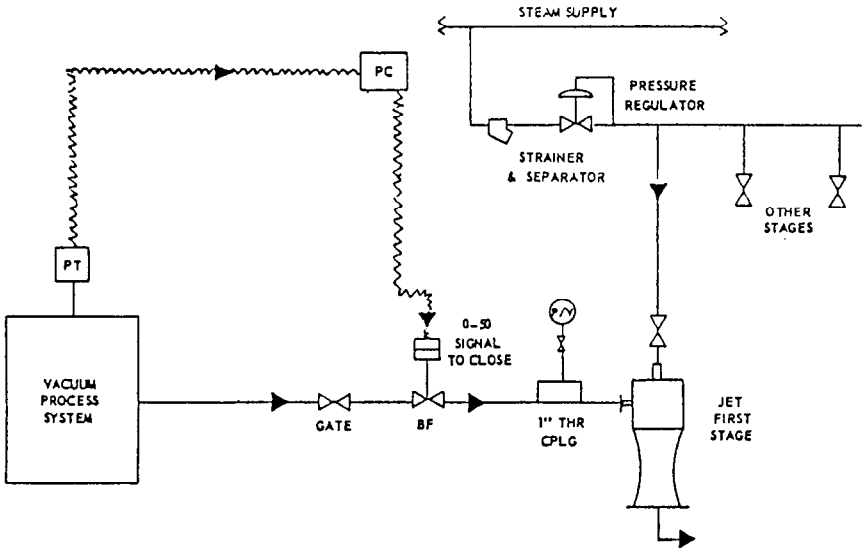 STEAM SUPPLY
PC
PRESSURE
REGULATOR
STRAINER
& SEPARATOR
OTHER
STAGES
PT
0-50
SIGNAL
TO CLOSE
P/V
VACUUM
PROCESS
SYSTEM
GATE
BF
1" THR
CPLG
JET
FIRST
STAGE